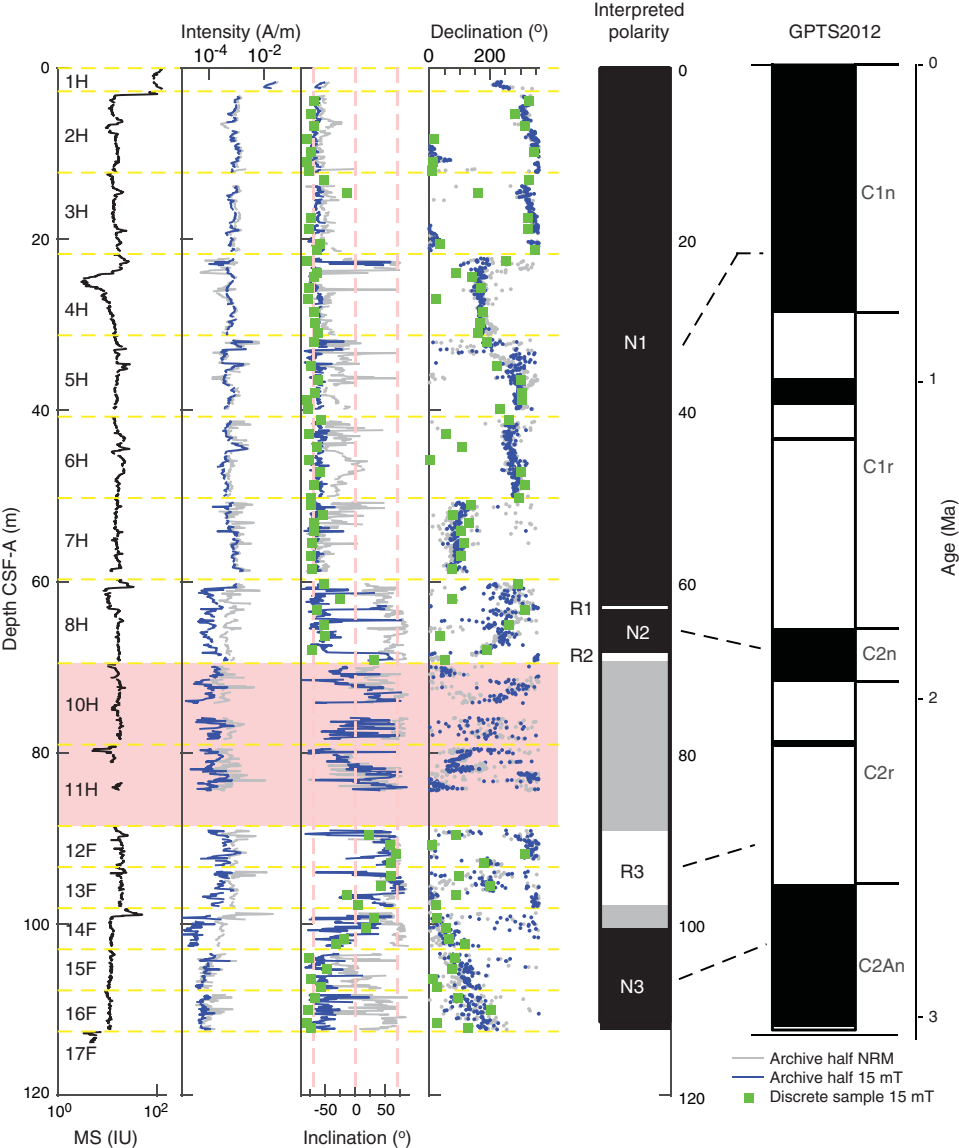 Intensity (A/m)
10⁻⁴ 10⁻²
Declination (º)
0 200
Interpreted
polarity
GPTS2012
Depth CSF-A (m)
0
20
40
60
80
100
120
1H
2H
3H
4H
5H
6H
7H
8H
10H
11H
12F
13F
14F
15F
16F
17F
10⁰ 10²
MS (IU)
-50 0 50
Inclination (º)
0
20
40
60
80
100
120
N1
R1
N2
R2
R3
N3
C1n
C1r
C2n
C2r
C2An
0
1
2
3
Age (Ma)
Archive half NRM
Archive half 15 mT
Discrete sample 15 mT